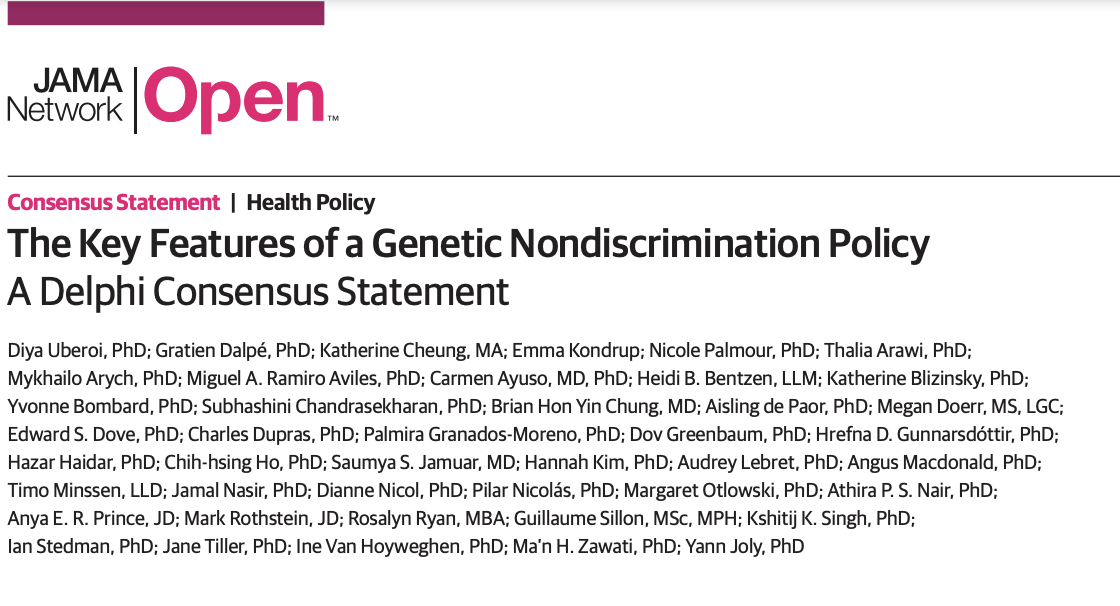 JAMA
Network
Open™
Consensus Statement | Health Policy
The Key Features of a Genetic Nondiscrimination Policy
A Delphi Consensus Statement
Diya Uberoi, PhD; Gratien Dalpé, PhD; Katherine Cheung, MA; Emma Kondrup; Nicole Palmour, PhD; Thalia Arawi, PhD;
Mykhailo Arych, PhD; Miguel A. Ramiro Aviles, PhD; Carmen Ayuso, MD, PhD; Heidi B. Bentzen, LLM; Katherine Blizinsky, PhD;
Yvonne Bombard, PhD; Subhashini Chandrasekharan, PhD; Brian Hon Yin Chung, MD; Aisling de Paor, PhD; Megan Doerr, MS, LGC;
Edward S. Dove, PhD; Charles Dupras, PhD; Palmira Granados-Moreno, PhD; Dov Greenbaum, PhD; Hrefna D. Gunnarsdóttir, PhD;
Hazar Haidar, PhD; Chih-hsing Ho, PhD; Saumya S. Jamuar, MD; Hannah Kim, PhD; Audrey Lebret, PhD; Angus Macdonald, PhD;
Timo Minssen, LLD; Jamal Nasir, PhD; Dianne Nicol, PhD; Pilar Nicolás, PhD; Margaret Otlowski, PhD; Athira P. S. Nair, PhD;
Anya E. R. Prince, JD; Mark Rothstein, JD; Rosalyn Ryan, MBA; Guillaume Sillon, MSc, MPH; Kshitij K. Singh, PhD;
Ian Stedman, PhD; Jane Tiller, PhD; Ine Van Hoyweghen, PhD; Ma'n H. Zawati, PhD; Yann Joly, PhD